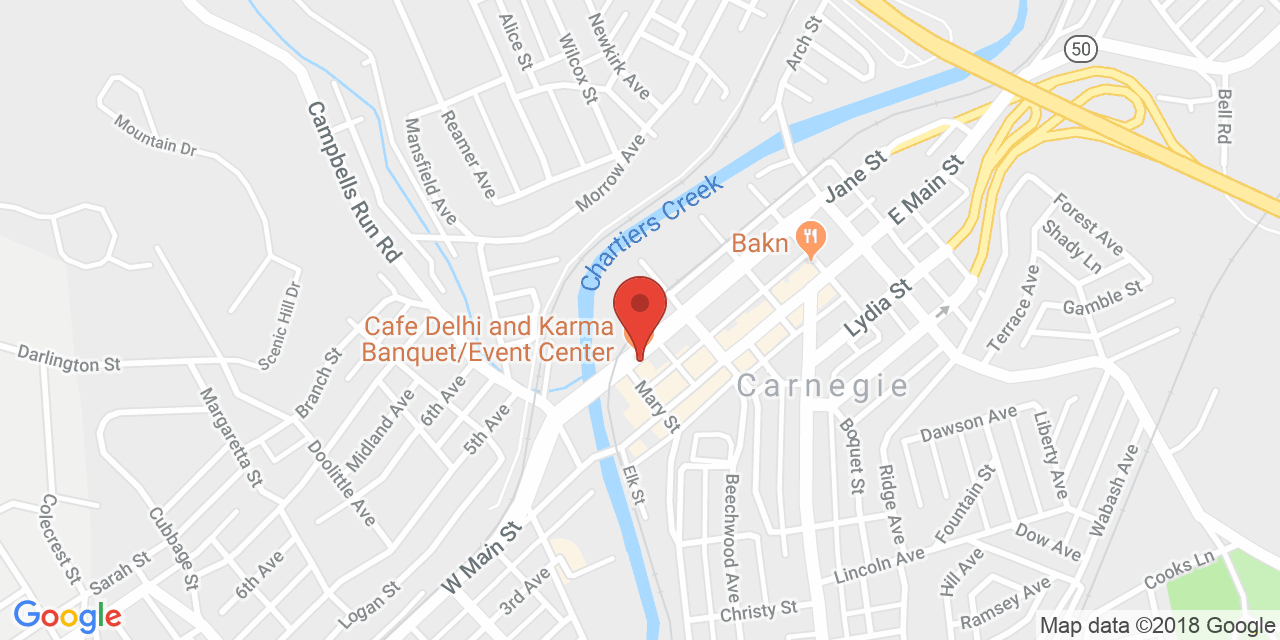 Alice St
Wilcox St
Newkirk Ave
Arch St
50
Bell Rd
Mountain Dr
Campbells Run Rd
Mansfield Ave
Reamer Ave
Morrow Ave
Chartiers Creek
Jane St
E Main St
Bakn
Forest Ave
Shady Ln
Gamble St
Terrace Ave
Lydia St
Scenic Hill Dr
Cafe Delhi and Karma
Banquet/Event Center
Darlington St
Branch St
Margaretta St
Midland Ave
6th Ave
5th Ave
Doolittle Ave
Mary St
Carnegie
Dawson Ave
Liberty Ave
Wabash Ave
Boquet St
Ridge Ave
Fountain St
Beechwood Ave
Elk St
Colecrest St
Cubbage St
Sarah St
6th Ave
Logan St
W Main St
3rd Ave
Christy St
Lincoln Ave
Hill Ave
Dow Ave
Ramsey Ave
Cooks Ln
Google
Map data ©2018 Google